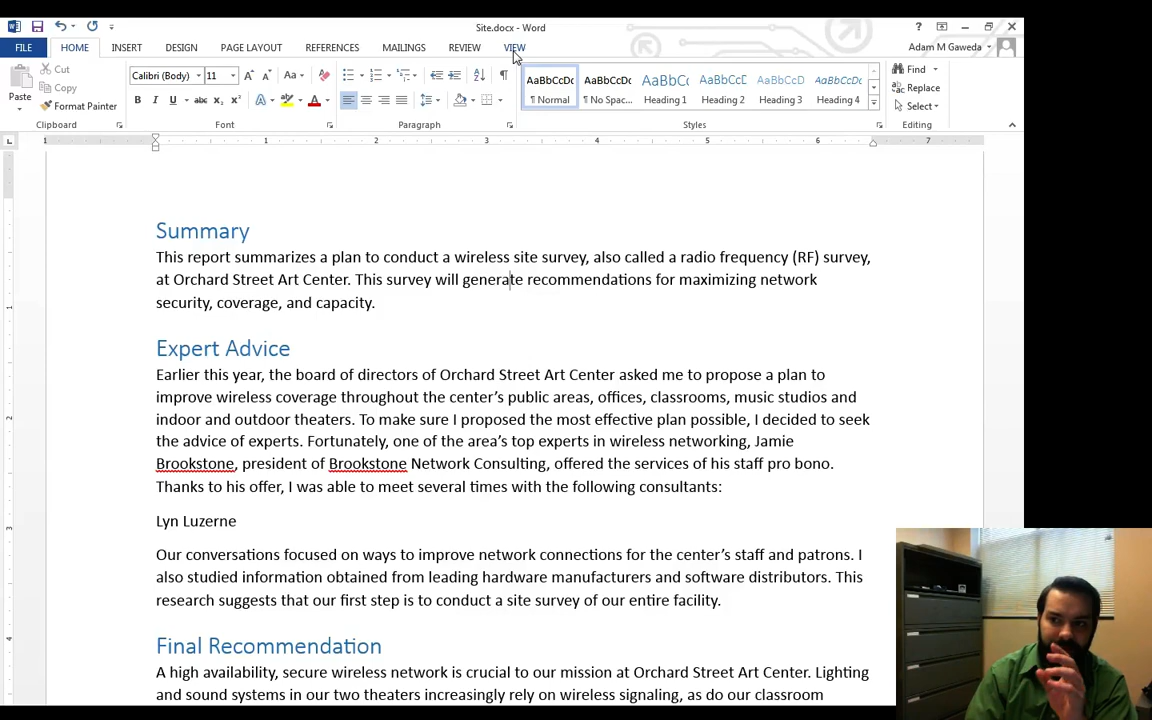 Site.docx - Word
FILE HOME INSERT DESIGN PAGE LAYOUT REFERENCES MAILINGS REVIEW VIEW Adam M Gaweda
Paste
Cut
Copy
Format Painter
Clipboard
Calibri (Body) 11
Font
Paragraph
AaBbCcDc AaBbCcDc AaBbCc AaBbCcD AaBbCcDc AaBbCcDc
¶ Normal ¶ No Spac... Heading 1 Heading 2 Heading 3 Heading 4
Styles
Find
Replace
Select
Editing
1 1 2 3 4 5 6 7
Summary
This report summarizes a plan to conduct a wireless site survey, also called a radio frequency (RF) survey,
at Orchard Street Art Center. This survey will generate recommendations for maximizing network
security, coverage, and capacity.
Expert Advice
Earlier this year, the board of directors of Orchard Street Art Center asked me to propose a plan to
improve wireless coverage throughout the center's public areas, offices, classrooms, music studios and
indoor and outdoor theaters. To make sure I proposed the most effective plan possible, I decided to seek
the advice of experts. Fortunately, one of the area's top experts in wireless networking, Jamie
Brookstone, president of Brookstone Network Consulting, offered the services of his staff pro bono.
Thanks to his offer, I was able to meet several times with the following consultants:
Lyn Luzerne
Our conversations focused on ways to improve network connections for the center's staff and patrons. I
also studied information obtained from leading hardware manufacturers and software distributors. This
research suggests that our first step is to conduct a site survey of our entire facility.
Final Recommendation
A high availability, secure wireless network is crucial to our mission at Orchard Street Art Center. Lighting
and sound systems in our two theaters increasingly rely on wireless signaling, as do our classroom